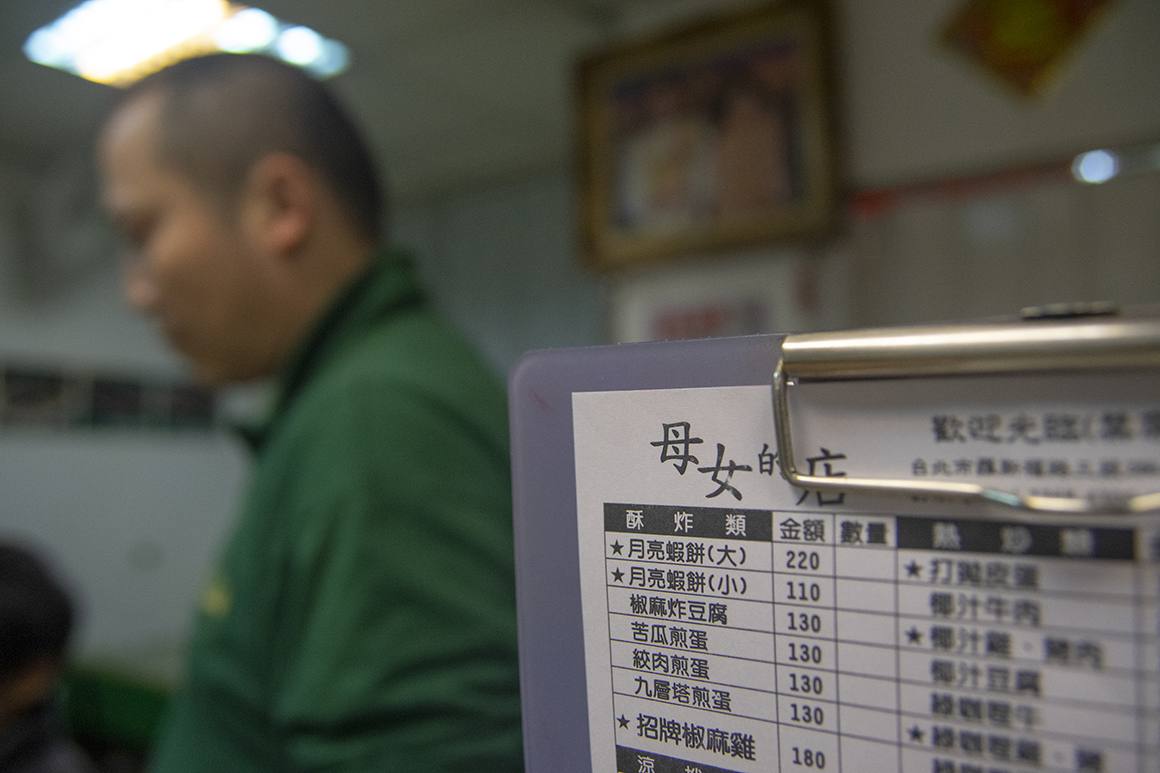 母女的店
歡迎光臨
台北市羅斯福路三段
酥炸類 金額 數量 熱炒類
★月亮蝦餅(大) 220 ★打拋皮蛋
★月亮蝦餅(小) 110 椰汁牛肉
椒麻炸豆腐 130 ★椰汁雞、豬肉
苦瓜煎蛋 130 椰汁豆腐
絞肉煎蛋 130 綠咖哩牛
九層塔煎蛋 130 ★綠咖哩雞、豬
★招牌椒麻雞 180
涼拌